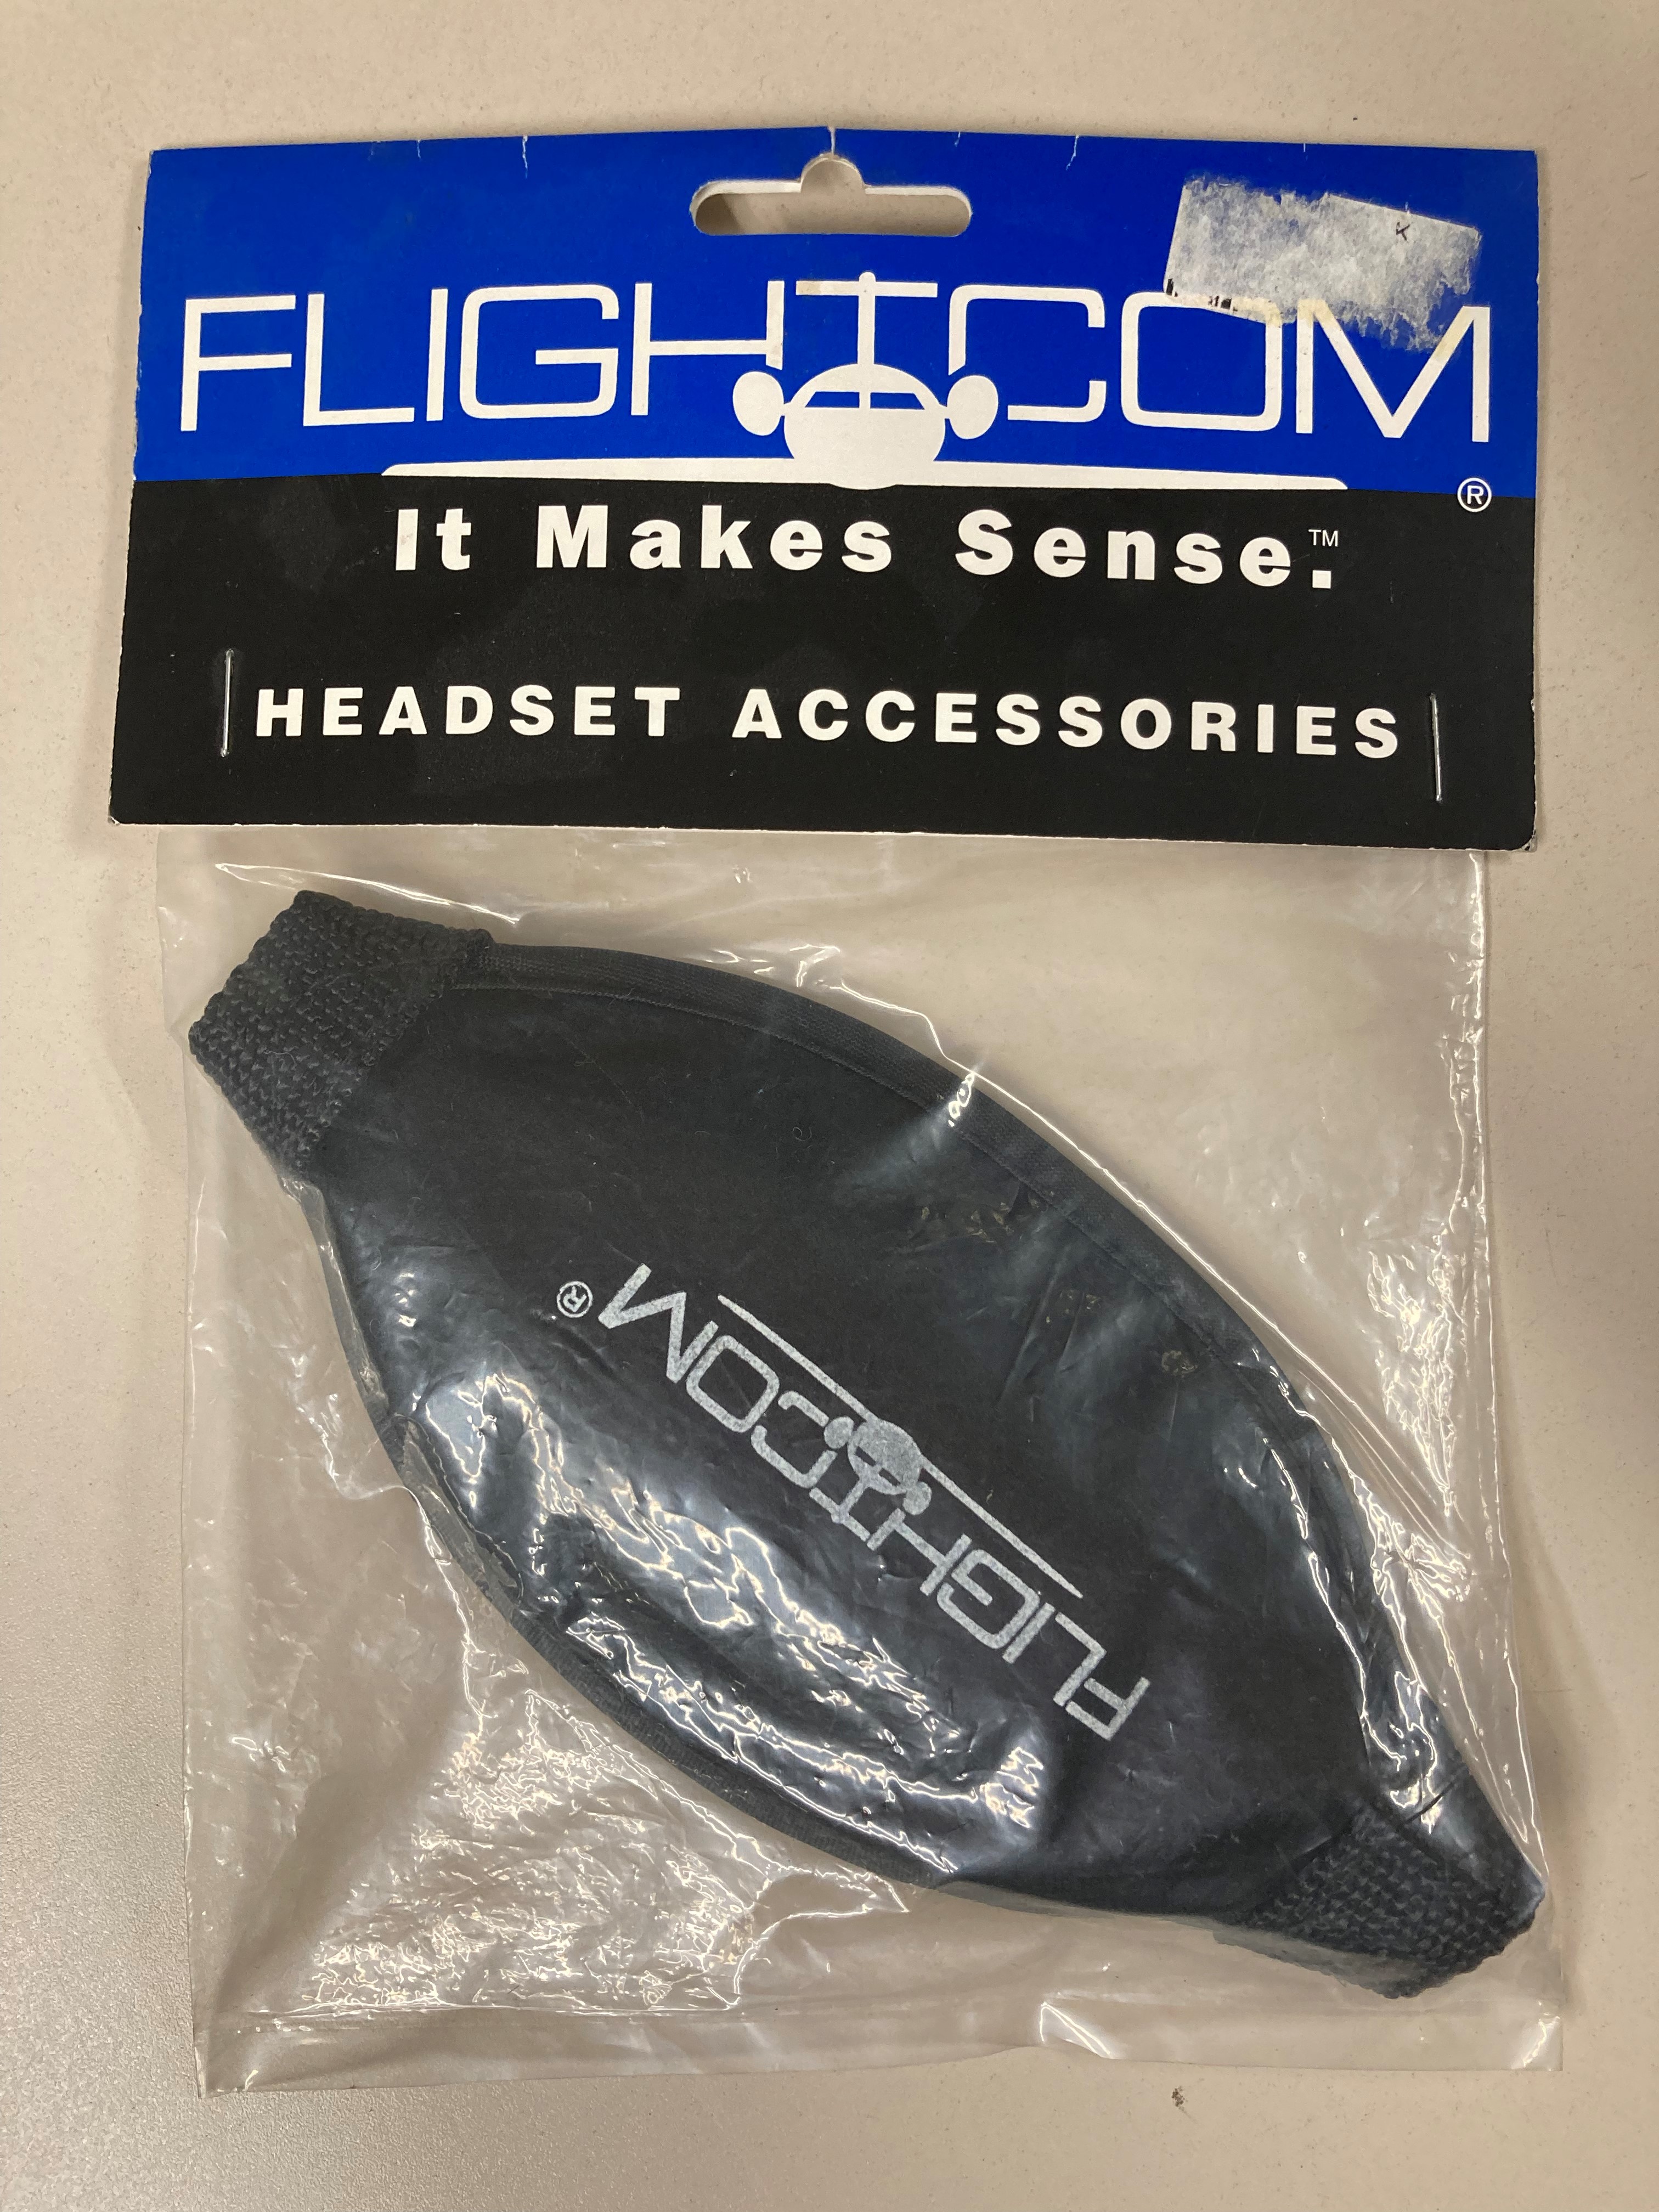 FLIGHTCOM
®
It Makes Sense.™
HEADSET ACCESSORIES
FLIGHTCOM®